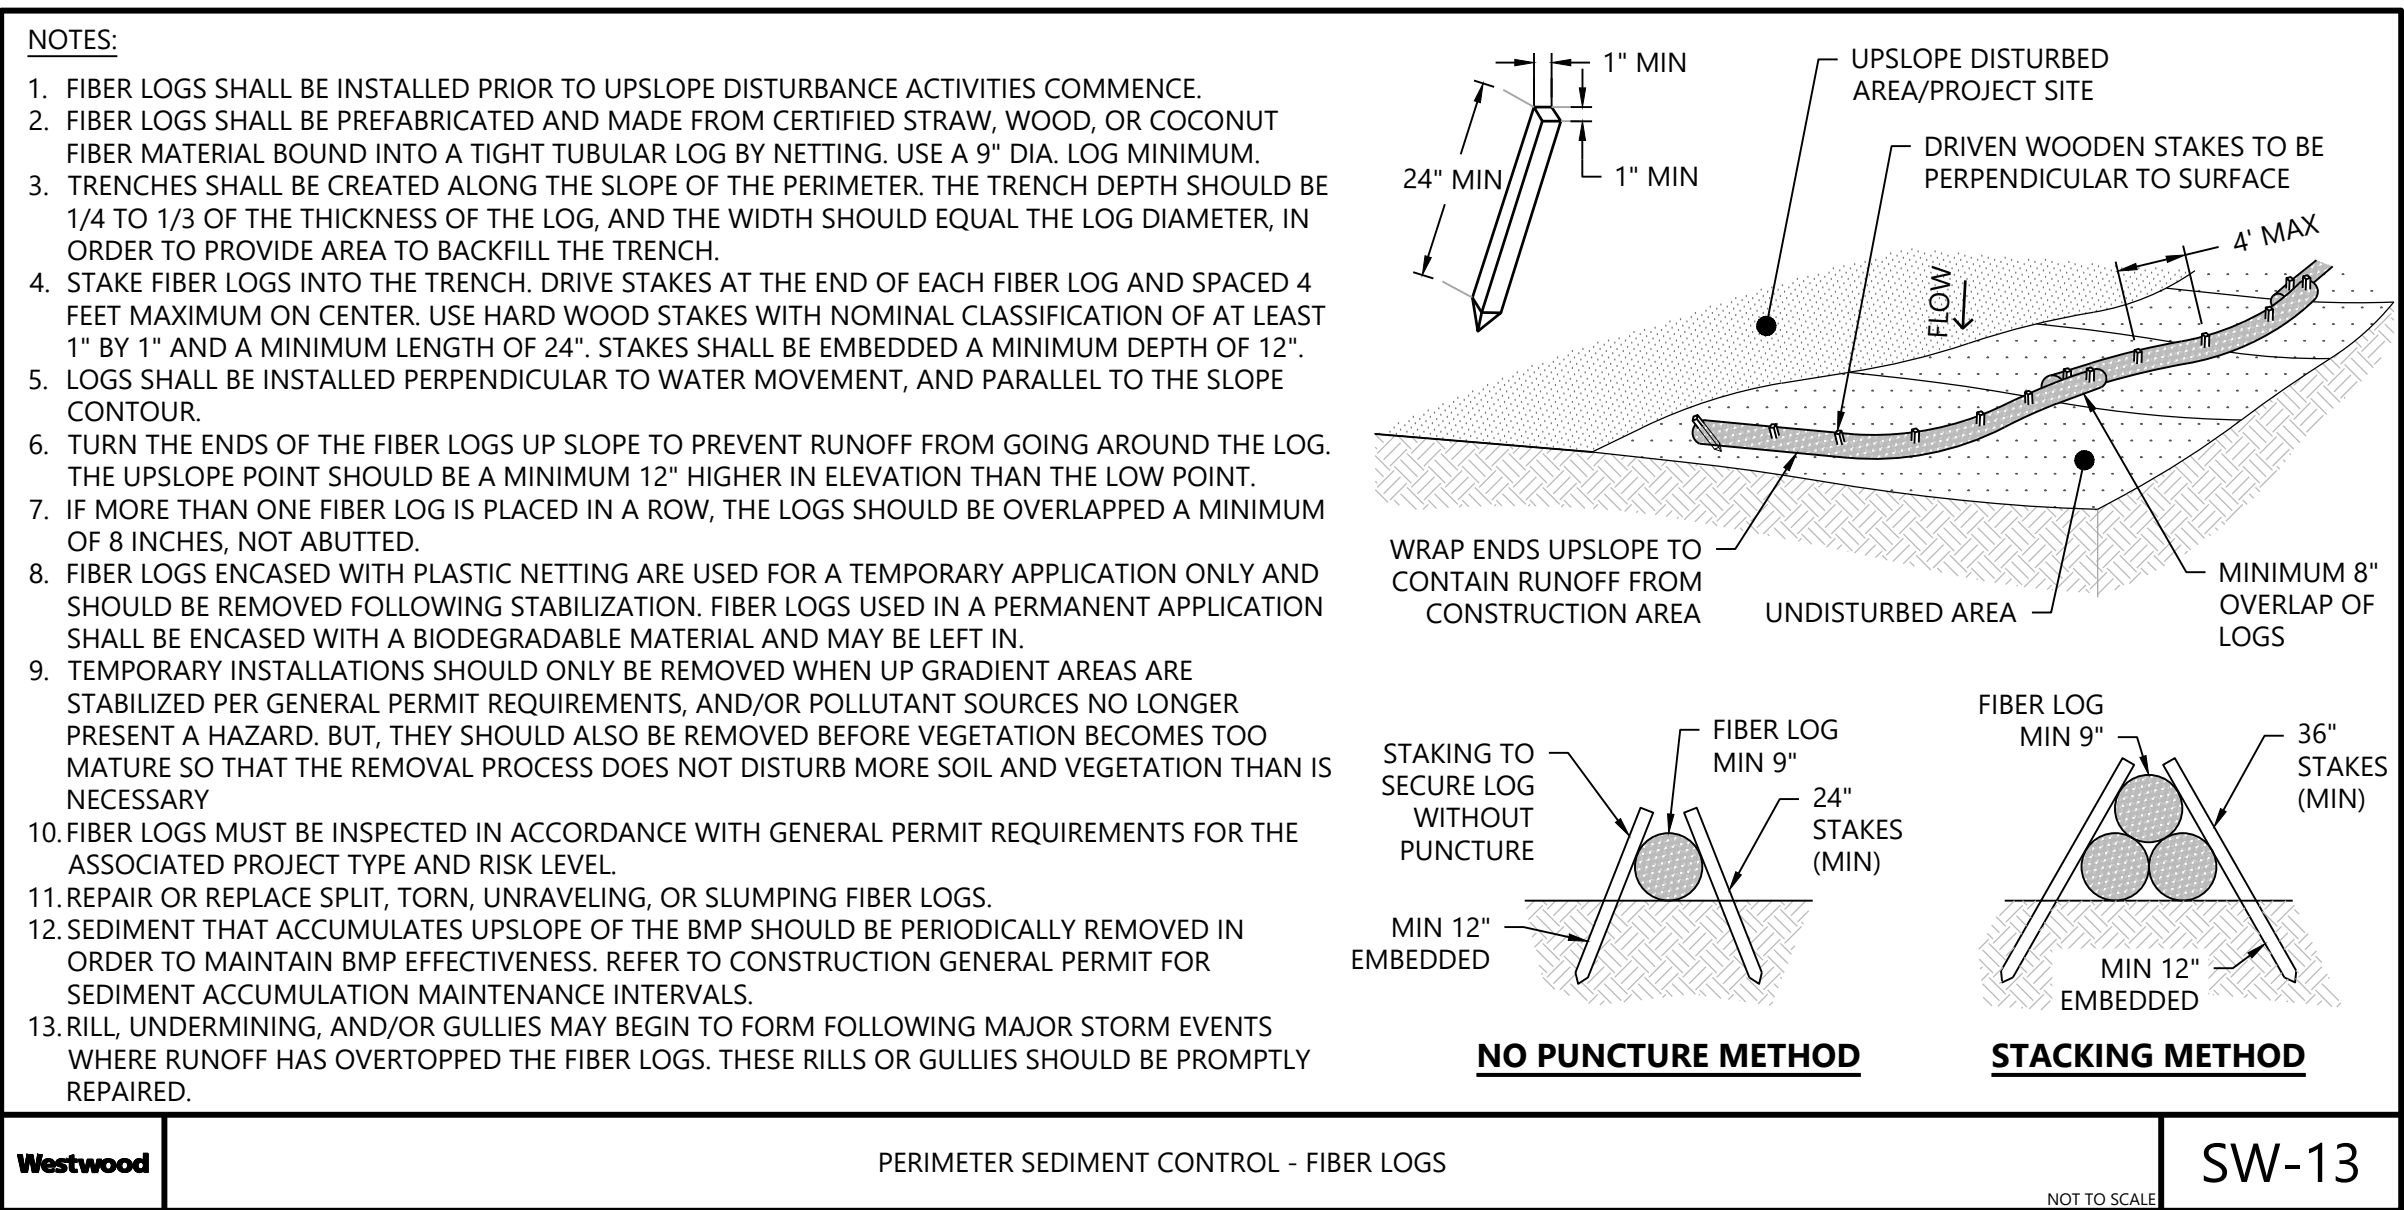 NOTES:
1. FIBER LOGS SHALL BE INSTALLED PRIOR TO UPSLOPE DISTURBANCE ACTIVITIES COMMENCE.
2. FIBER LOGS SHALL BE PREFABRICATED AND MADE FROM CERTIFIED STRAW, WOOD, OR COCONUT
FIBER MATERIAL BOUND INTO A TIGHT TUBULAR LOG BY NETTING. USE A 9" DIA. LOG MINIMUM.
3. TRENCHES SHALL BE CREATED ALONG THE SLOPE OF THE PERIMETER. THE TRENCH DEPTH SHOULD BE
1/4 TO 1/3 OF THE THICKNESS OF THE LOG, AND THE WIDTH SHOULD EQUAL THE LOG DIAMETER, IN
ORDER TO PROVIDE AREA TO BACKFILL THE TRENCH.
4. STAKE FIBER LOGS INTO THE TRENCH. DRIVE STAKES AT THE END OF EACH FIBER LOG AND SPACED 4
FEET MAXIMUM ON CENTER. USE HARD WOOD STAKES WITH NOMINAL CLASSIFICATION OF AT LEAST
1" BY 1" AND A MINIMUM LENGTH OF 24". STAKES SHALL BE EMBEDDED A MINIMUM DEPTH OF 12".
5. LOGS SHALL BE INSTALLED PERPENDICULAR TO WATER MOVEMENT, AND PARALLEL TO THE SLOPE
CONTOUR.
6. TURN THE ENDS OF THE FIBER LOGS UP SLOPE TO PREVENT RUNOFF FROM GOING AROUND THE LOG.
THE UPSLOPE POINT SHOULD BE A MINIMUM 12" HIGHER IN ELEVATION THAN THE LOW POINT.
7. IF MORE THAN ONE FIBER LOG IS PLACED IN A ROW, THE LOGS SHOULD BE OVERLAPPED A MINIMUM
OF 8 INCHES, NOT ABUTTED.
8. FIBER LOGS ENCASED WITH PLASTIC NETTING ARE USED FOR A TEMPORARY APPLICATION ONLY AND
SHOULD BE REMOVED FOLLOWING STABILIZATION. FIBER LOGS USED IN A PERMANENT APPLICATION
SHALL BE ENCASED WITH A BIODEGRADABLE MATERIAL AND MAY BE LEFT IN.
9. TEMPORARY INSTALLATIONS SHOULD ONLY BE REMOVED WHEN UP GRADIENT AREAS ARE
STABILIZED PER GENERAL PERMIT REQUIREMENTS, AND/OR POLLUTANT SOURCES NO LONGER
PRESENT A HAZARD. BUT, THEY SHOULD ALSO BE REMOVED BEFORE VEGETATION BECOMES TOO
MATURE SO THAT THE REMOVAL PROCESS DOES NOT DISTURB MORE SOIL AND VEGETATION THAN IS
NECESSARY
10. FIBER LOGS MUST BE INSPECTED IN ACCORDANCE WITH GENERAL PERMIT REQUIREMENTS FOR THE
ASSOCIATED PROJECT TYPE AND RISK LEVEL.
11. REPAIR OR REPLACE SPLIT, TORN, UNRAVELING, OR SLUMPING FIBER LOGS.
12. SEDIMENT THAT ACCUMULATES UPSLOPE OF THE BMP SHOULD BE PERIODICALLY REMOVED IN
ORDER TO MAINTAIN BMP EFFECTIVENESS. REFER TO CONSTRUCTION GENERAL PERMIT FOR
SEDIMENT ACCUMULATION MAINTENANCE INTERVALS.
13. RILL, UNDERMINING, AND/OR GULLIES MAY BEGIN TO FORM FOLLOWING MAJOR STORM EVENTS
WHERE RUNOFF HAS OVERTOPPED THE FIBER LOGS. THESE RILLS OR GULLIES SHOULD BE PROMPTLY
REPAIRED.
1" MIN
24" MIN
1" MIN
UPSLOPE DISTURBED
AREA/PROJECT SITE
DRIVEN WOODEN STAKES TO BE
PERPENDICULAR TO SURFACE
4' MAX
FLOW
WRAP ENDS UPSLOPE TO
CONTAIN RUNOFF FROM
CONSTRUCTION AREA
UNDISTURBED AREA
MINIMUM 8"
OVERLAP OF
LOGS
STAKING TO
SECURE LOG
WITHOUT
PUNCTURE
FIBER LOG
MIN 9"
24"
STAKES
(MIN)
MIN 12"
EMBEDDED
NO PUNCTURE METHOD
FIBER LOG
MIN 9"
36"
STAKES
(MIN)
MIN 12"
EMBEDDED
STACKING METHOD
Westwood
PERIMETER SEDIMENT CONTROL - FIBER LOGS
NOT TO SCALE
SW-13